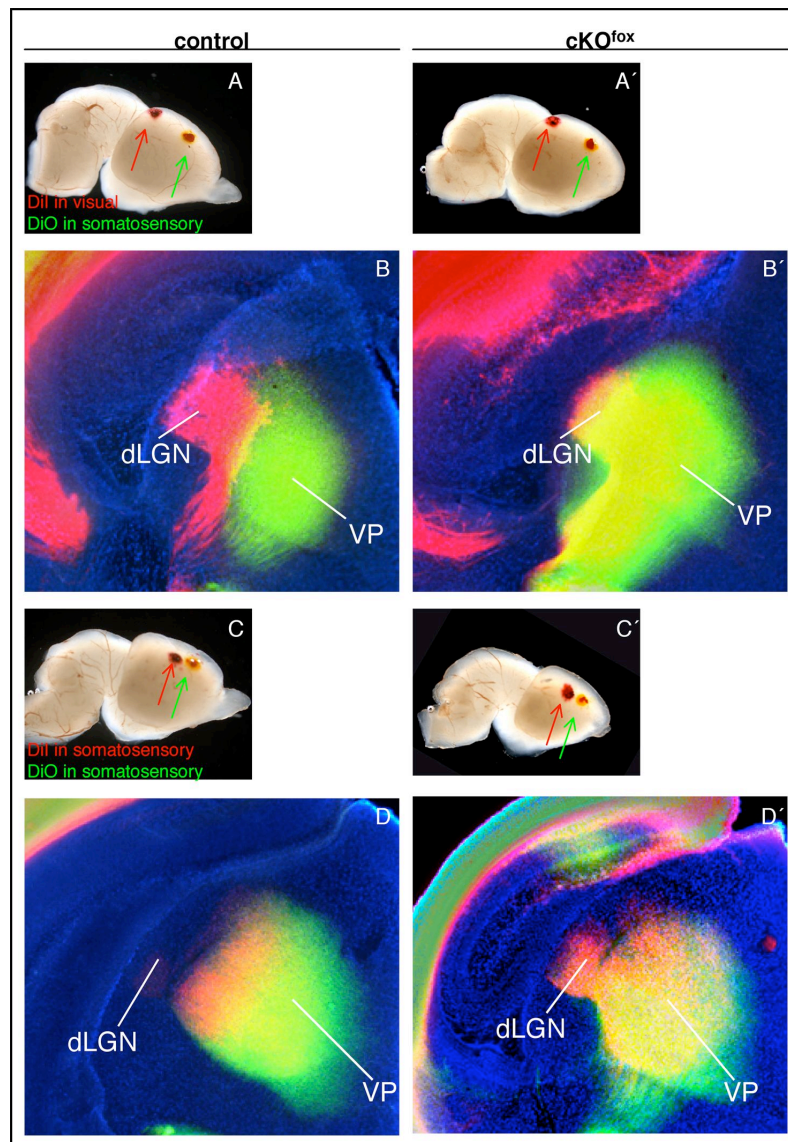 control
cKOfox
A
A´
DiI in visual
DiO in somatosensory
B
B´
dLGN
VP
dLGN
VP
C
C´
DiI in somatosensory
DiO in somatosensory
D
D´
dLGN
VP
dLGN
VP